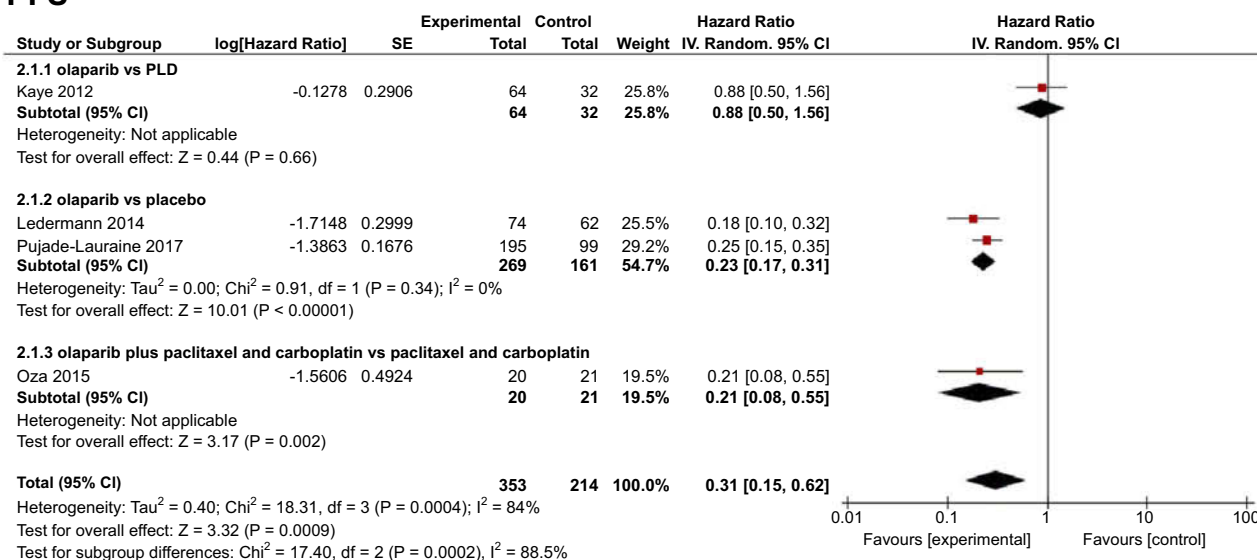 Experimental Control Hazard Ratio Hazard Ratio
Study or Subgroup log[Hazard Ratio] SE Total Total Weight IV. Random. 95% CI IV. Random. 95% CI
2.1.1 olaparib vs PLD
Kaye 2012 -0.1278 0.2906 64 32 25.8% 0.88 [0.50, 1.56]
Subtotal (95% CI) 64 32 25.8% 0.88 [0.50, 1.56]
Heterogeneity: Not applicable
Test for overall effect: Z = 0.44 (P = 0.66)
2.1.2 olaparib vs placebo
Ledermann 2014 -1.7148 0.2999 74 62 25.5% 0.18 [0.10, 0.32]
Pujade-Lauraine 2017 -1.3863 0.1676 195 99 29.2% 0.25 [0.15, 0.35]
Subtotal (95% CI) 269 161 54.7% 0.23 [0.17, 0.31]
Heterogeneity: Tau² = 0.00; Chi² = 0.91, df = 1 (P = 0.34); I² = 0%
Test for overall effect: Z = 10.01 (P < 0.00001)
2.1.3 olaparib plus paclitaxel and carboplatin vs paclitaxel and carboplatin
Oza 2015 -1.5606 0.4924 20 21 19.5% 0.21 [0.08, 0.55]
Subtotal (95% CI) 20 21 19.5% 0.21 [0.08, 0.55]
Heterogeneity: Not applicable
Test for overall effect: Z = 3.17 (P = 0.002)
Total (95% CI) 353 214 100.0% 0.31 [0.15, 0.62]
Heterogeneity: Tau² = 0.40; Chi² = 18.31, df = 3 (P = 0.0004); I² = 84%
Test for overall effect: Z = 3.32 (P = 0.0009)
Test for subgroup differences: Chi² = 17.40, df = 2 (P = 0.0002), I² = 88.5%
0.01 0.1 1 10 100
Favours [experimental] Favours [control]